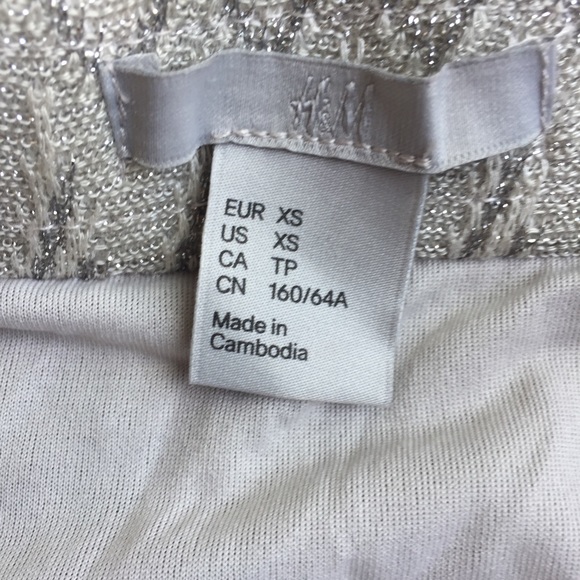 H&M
EUR XS
US XS
CA TP
CN 160/64A
Made in
Cambodia